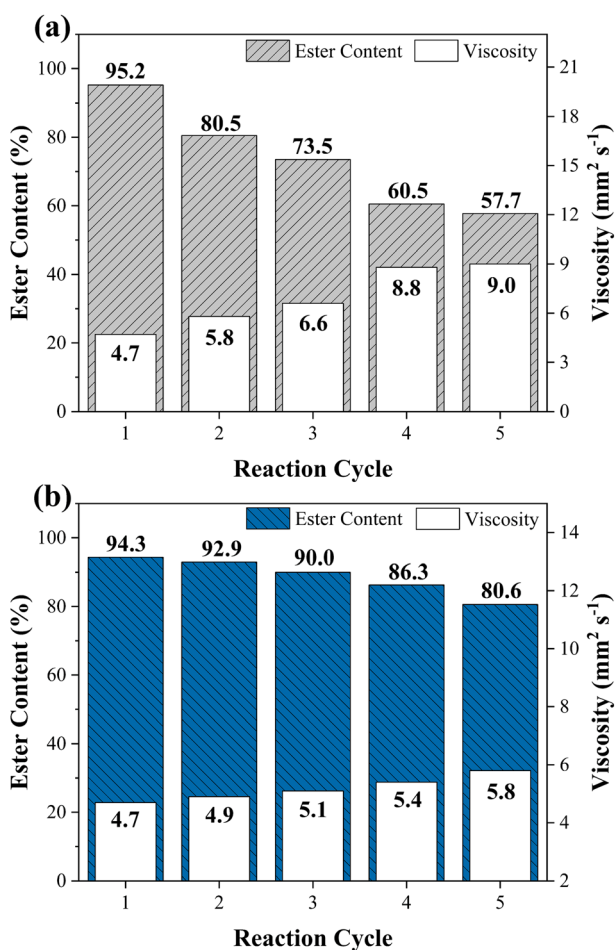 (a)
Ester Content Viscosity
95.2 80.5 73.5 60.5 57.7
4.7 5.8 6.6 8.8 9.0
Ester Content (%)
100
80
60
40
20
0
Viscosity (mm² s⁻¹)
21
18
15
12
9
6
3
0
1 2 3 4 5
Reaction Cycle
(b)
Ester Content Viscosity
94.3 92.9 90.0 86.3 80.6
4.7 4.9 5.1 5.4 5.8
Ester Content (%)
100
80
60
40
20
0
Viscosity (mm² s⁻¹)
14
12
10
8
6
4
2
1 2 3 4 5
Reaction Cycle